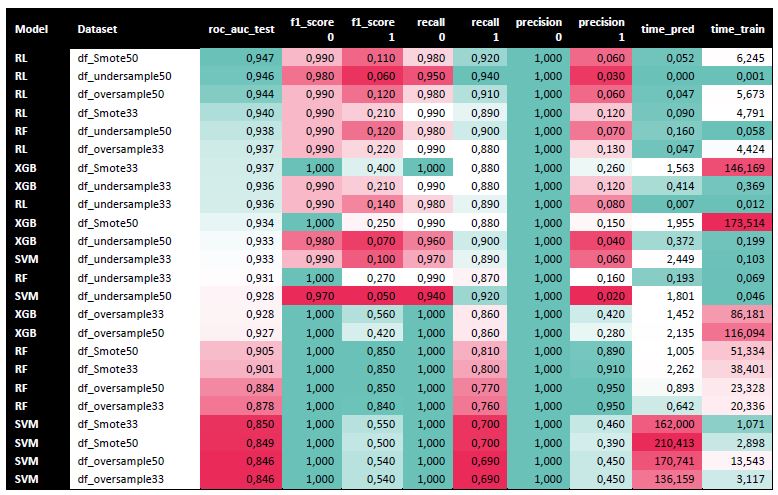 Model Dataset roc_auc_test f1_score 0 f1_score 1 recall 0 recall 1 precision 0 precision 1 time_pred time_train
RL df_Smote50 0,947 0,990 0,110 0,980 0,920 1,000 0,060 0,052 6,245
RL df_undersample50 0,946 0,980 0,060 0,950 0,940 1,000 0,030 0,000 0,001
RL df_oversample50 0,944 0,990 0,120 0,980 0,910 1,000 0,060 0,047 5,673
RL df_Smote33 0,940 0,990 0,210 0,990 0,890 1,000 0,120 0,090 4,791
RF df_undersample50 0,938 0,990 0,120 0,980 0,900 1,000 0,070 0,160 0,058
RL df_oversample33 0,937 0,990 0,220 0,990 0,880 1,000 0,130 0,047 4,424
XGB df_Smote33 0,937 1,000 0,400 1,000 0,880 1,000 0,260 1,563 146,169
XGB df_undersample33 0,936 0,990 0,210 0,990 0,880 1,000 0,120 0,414 0,369
RL df_undersample33 0,936 0,990 0,140 0,980 0,890 1,000 0,080 0,007 0,012
XGB df_Smote50 0,934 1,000 0,250 0,990 0,880 1,000 0,150 1,955 173,514
XGB df_undersample50 0,933 0,980 0,070 0,960 0,900 1,000 0,040 0,372 0,199
SVM df_undersample33 0,933 0,990 0,100 0,970 0,890 1,000 0,060 2,449 0,103
RF df_undersample33 0,931 1,000 0,270 0,990 0,870 1,000 0,160 0,193 0,069
SVM df_undersample50 0,928 0,970 0,050 0,940 0,920 1,000 0,020 1,801 0,046
XGB df_oversample33 0,928 1,000 0,560 1,000 0,860 1,000 0,420 1,452 86,181
XGB df_oversample50 0,927 1,000 0,420 1,000 0,860 1,000 0,280 2,135 116,094
RF df_Smote50 0,905 1,000 0,850 1,000 0,810 1,000 0,890 1,005 51,334
RF df_Smote33 0,901 1,000 0,850 1,000 0,800 1,000 0,910 2,262 38,401
RF df_oversample50 0,884 1,000 0,850 1,000 0,770 1,000 0,950 0,893 23,328
RF df_oversample33 0,878 1,000 0,840 1,000 0,760 1,000 0,950 0,642 20,336
SVM df_Smote33 0,850 1,000 0,550 1,000 0,700 1,000 0,460 162,000 1,071
SVM df_Smote50 0,849 1,000 0,500 1,000 0,700 1,000 0,390 210,413 2,898
SVM df_oversample50 0,846 1,000 0,540 1,000 0,690 1,000 0,450 170,741 13,543
SVM df_oversample33 0,846 1,000 0,540 1,000 0,690 1,000 0,450 136,159 3,117